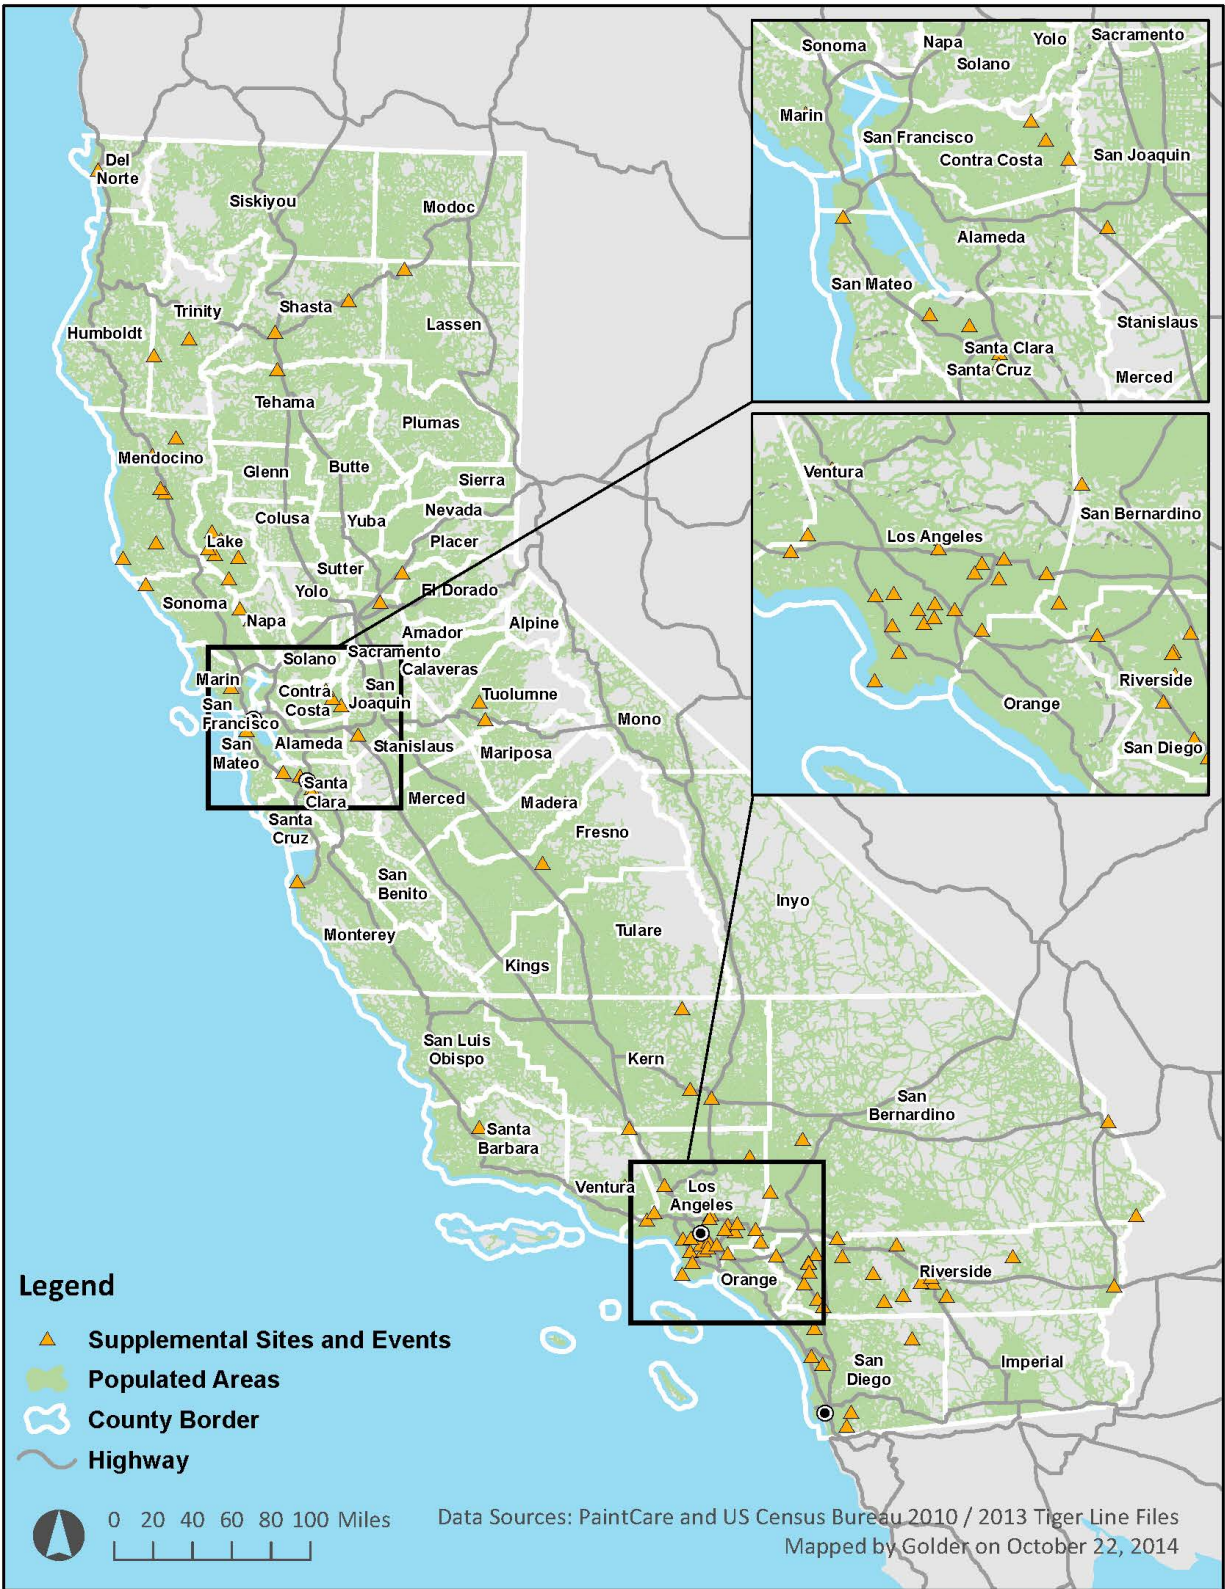 Del
Norte
Siskiyou
Modoc
Trinity
Shasta
Humboldt
Lassen
Tehama
Plumas
Mendocino
Glenn
Butte
Sierra
Nevada
Colusa
Yuba
Placer
Lake
Sutter
El Dorado
Yolo
Sonoma
Napa
Alpine
Amador
Sacramento
Solano
Calaveras
Marin
Contra
Costa
San
Joaquin
Tuolumne
San
Francisco
Mono
Alameda
Stanislaus
San
Mateo
Mariposa
Santa
Clara
Merced
Madera
Santa
Cruz
Fresno
San
Benito
Inyo
Monterey
Tulare
Kings
San Luis
Obispo
Kern
San
Bernardino
Santa
Barbara
Ventura
Los
Angeles
Orange
Riverside
San
Diego
Imperial
Sonoma
Napa
Yolo
Sacramento
Solano
Marin
San Francisco
Contra Costa
San Joaquin
Alameda
San Mateo
Stanislaus
Santa Clara
Santa Cruz
Merced
Ventura
San Bernardino
Los Angeles
Riverside
Orange
San Diego
Legend
Supplemental Sites and Events
Populated Areas
County Border
Highway
0 20 40 60 80 100 Miles
Data Sources: PaintCare and US Census Bureau 2010 / 2013 Tiger Line Files
Mapped by Golder on October 22, 2014